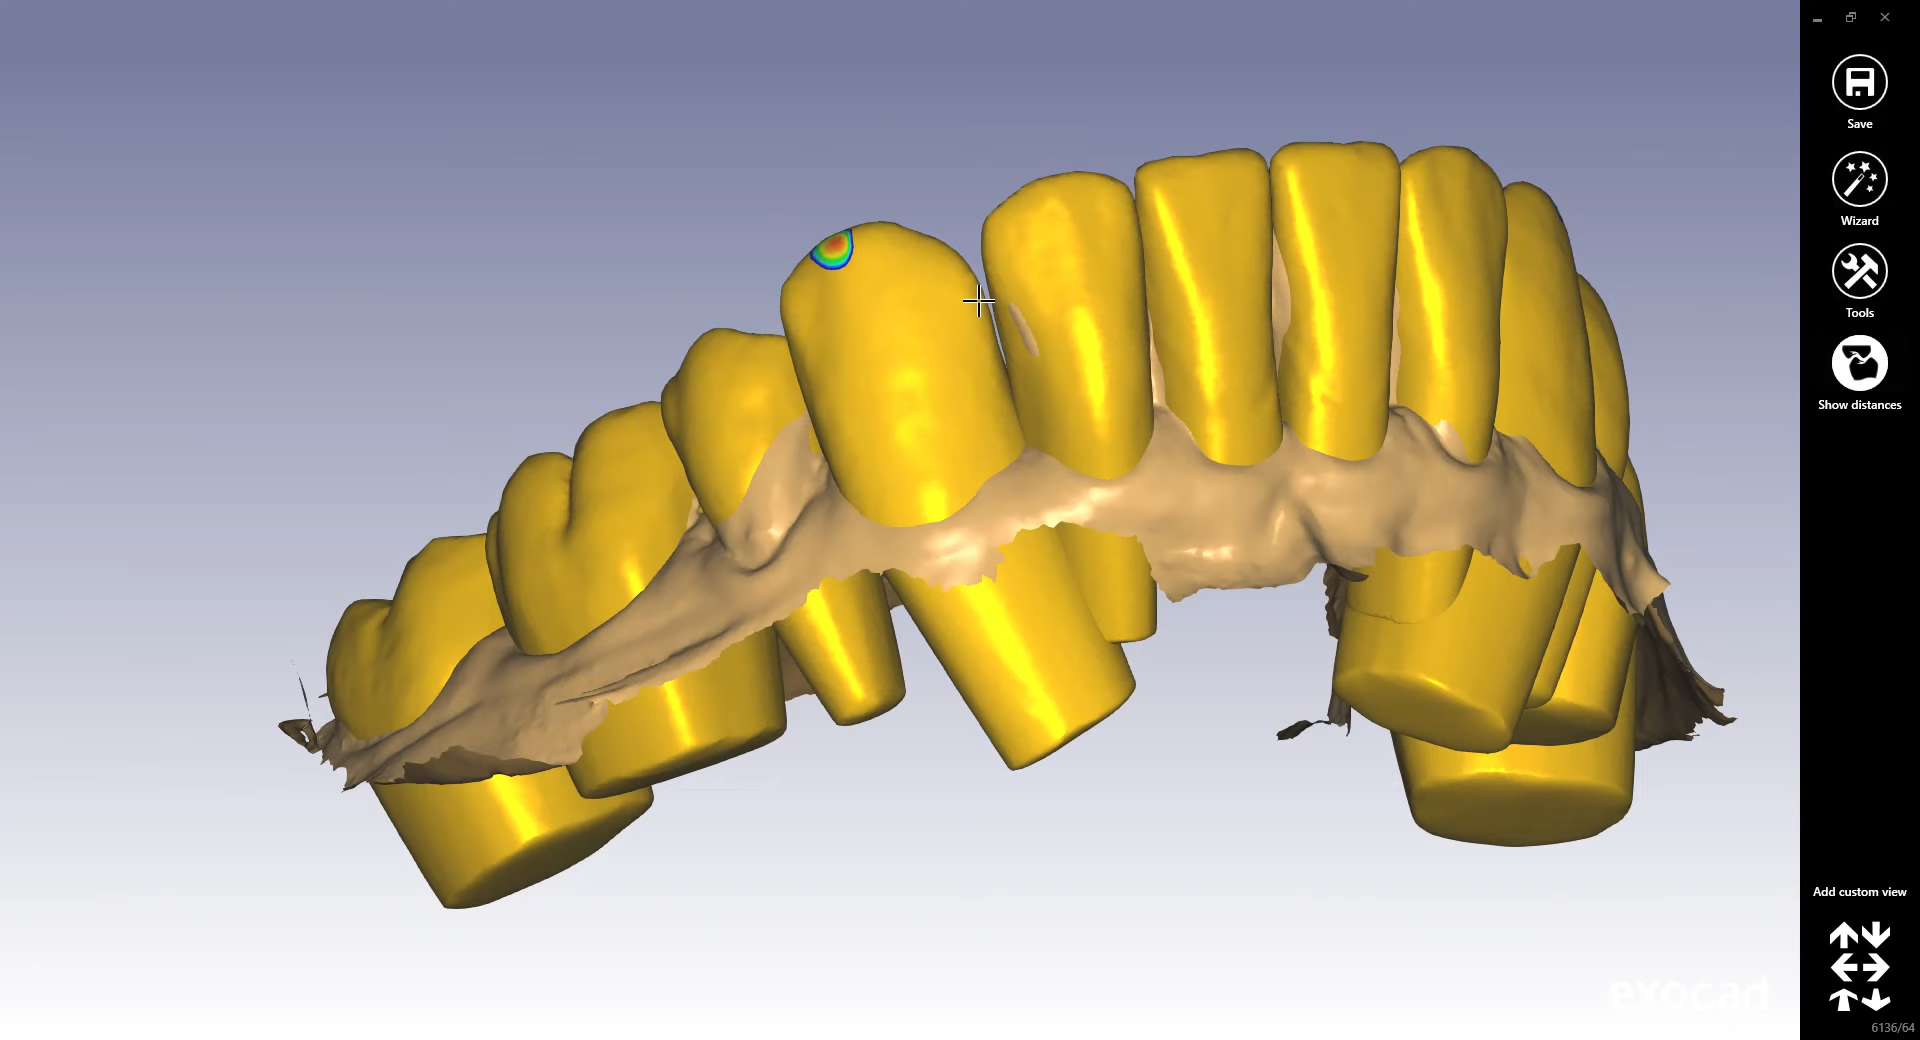 Save
Wizard
Tools
Show distances
Add custom view
exocad
6136/64